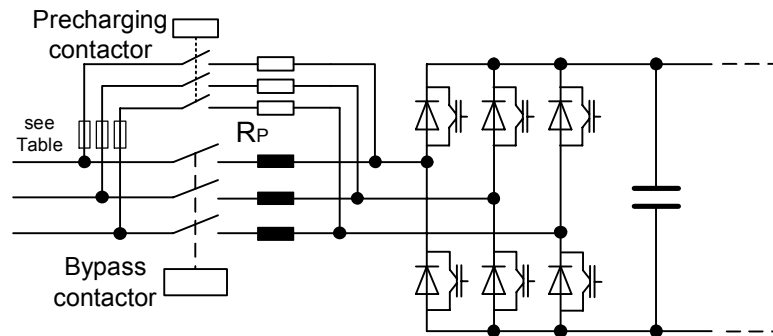 Precharging
contactor
see
Table
RP
Bypass
contactor